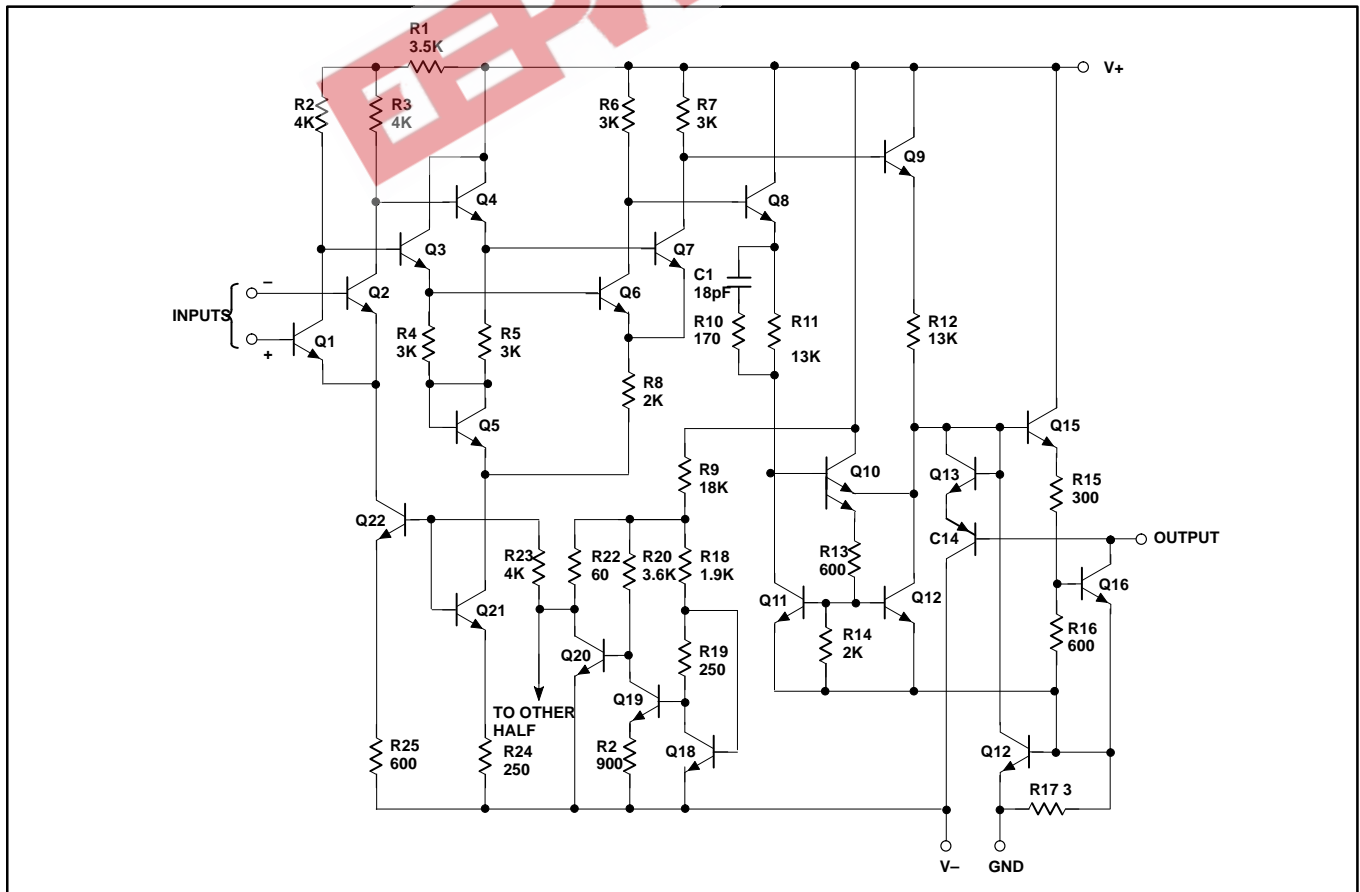 R1
3.5K
V+
R2
4K
R3
4K
R6
3K
R7
3K
Q9
Q4
Q8
Q3
Q7
C1
18pF
–
INPUTS
+
Q2
Q6
Q1
R4
3K
R5
3K
R10
170
R11
13K
R12
13K
R8
2K
Q5
Q15
R9
18K
Q10
Q13
R15
300
Q22
C14
OUTPUT
R23
4K
R22
60
R20
3.6K
R18
1.9K
R13
600
Q16
Q21
Q11
Q12
R14
2K
R16
600
Q20
R19
250
TO OTHER
HALF
Q19
R25
600
R24
250
R2
900
Q18
Q12
R17 3
V–
GND